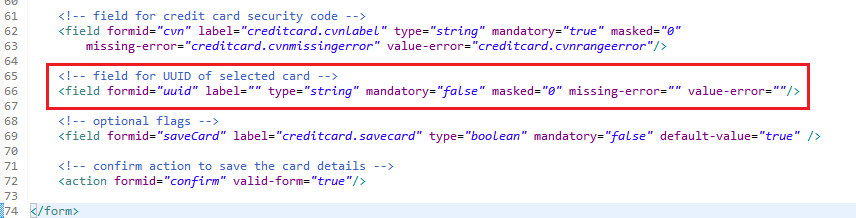 60
61 <!-- field for credit card security code -->
62 <field formid="cvn" label="creditcard.cvnlabel" type="string" mandatory="true" masked="0"
63 missing-error="creditcard.cvnmissingerror" value-error="creditcard.cvnrangeerror"/>
64
65 <!-- field for UUID of selected card -->
66 <field formid="uuid" label="" type="string" mandatory="false" masked="0" missing-error="" value-error=""/>
67
68 <!-- optional flags -->
69 <field formid="saveCard" label="creditcard.savecard" type="boolean" mandatory="false" default-value="true" />
70
71 <!-- confirm action to save the card details -->
72 <action formid="confirm" valid-form="true"/>
73
74 </form>